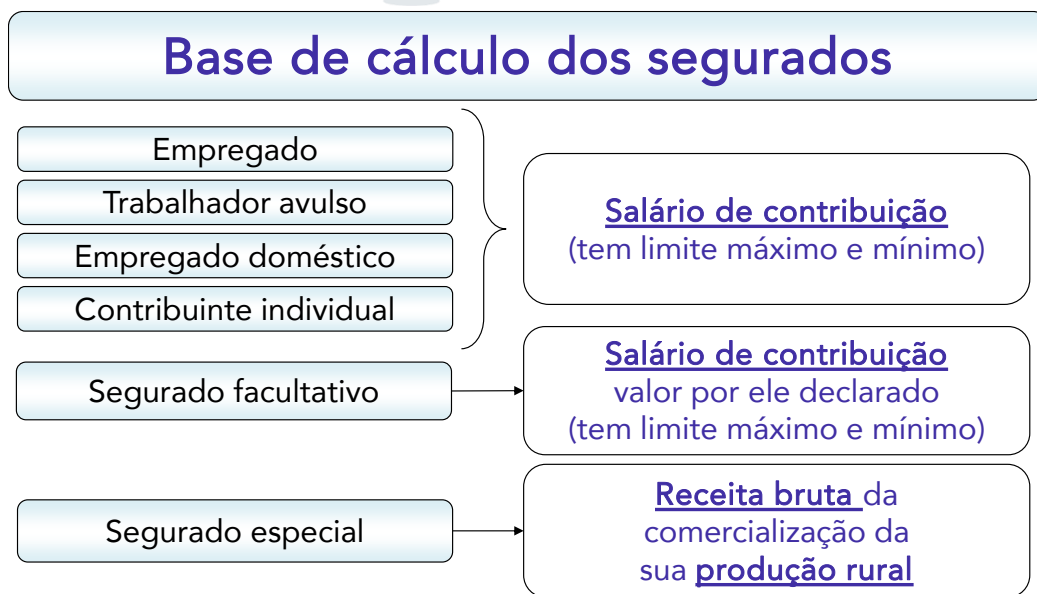 Base de cálculo dos segurados
Empregado
Trabalhador avulso
Empregado doméstico
Contribuinte individual
Salário de contribuição
(tem limite máximo e mínimo)
Segurado facultativo
Salário de contribuição
valor por ele declarado
(tem limite máximo e mínimo)
Segurado especial
Receita bruta da
comercialização da
sua produção rural